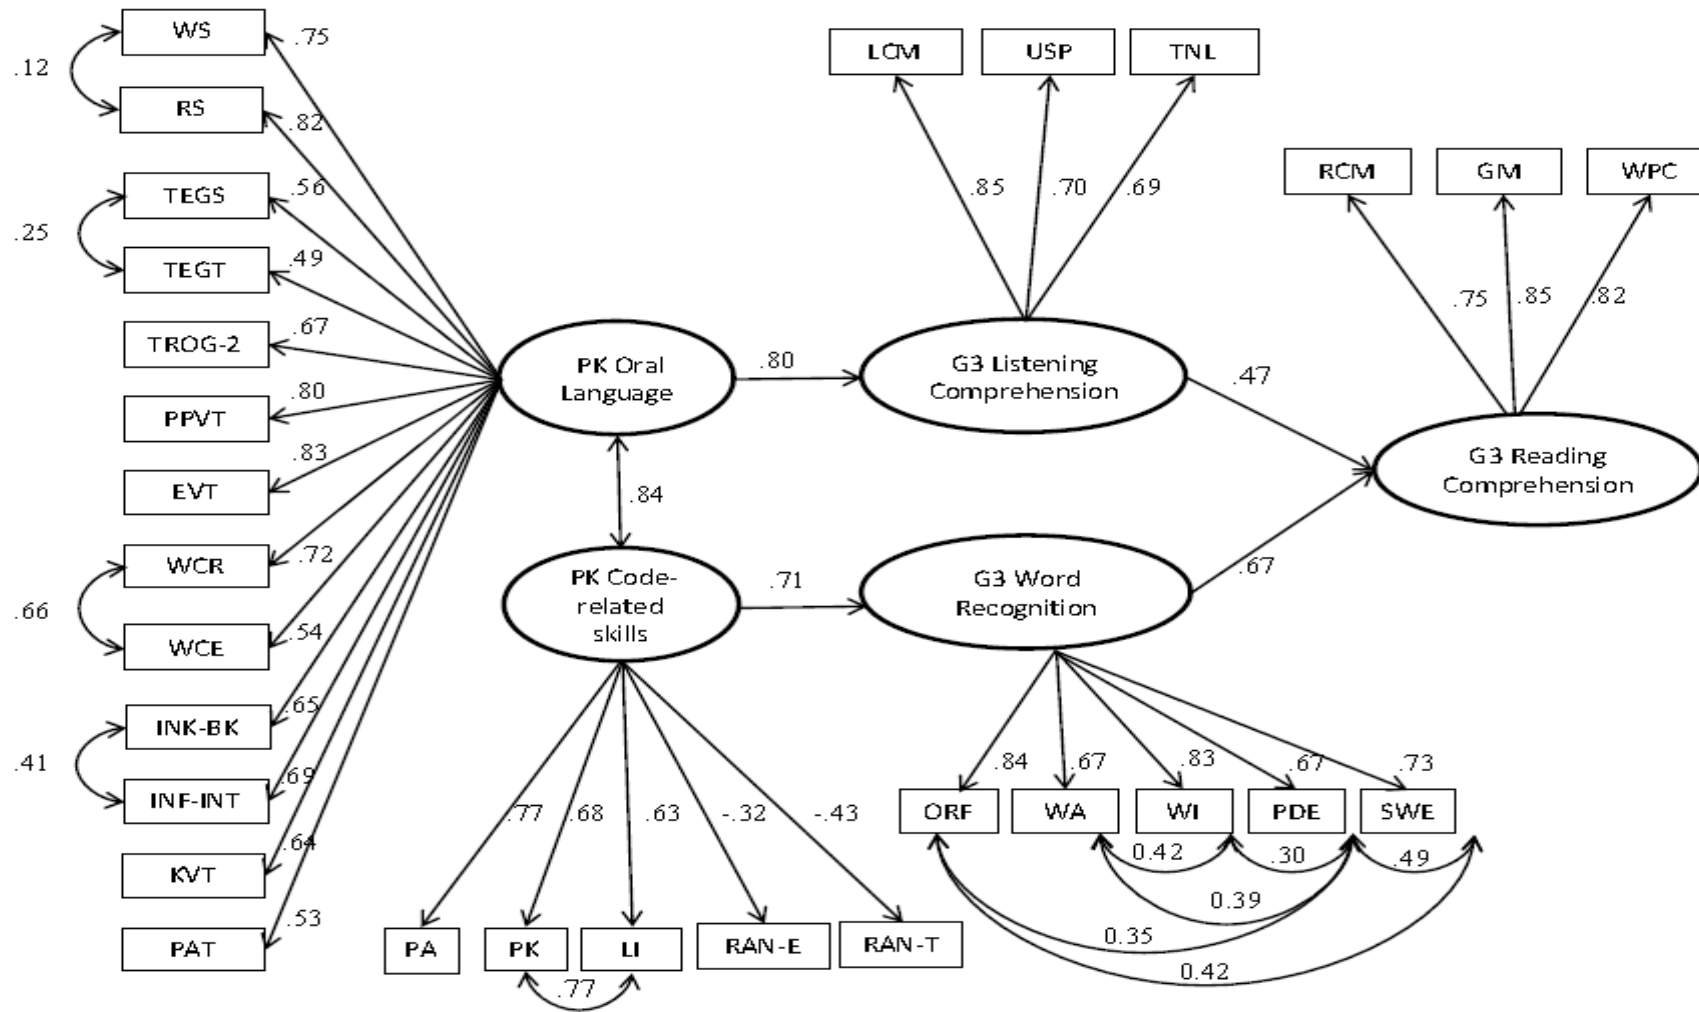 WS
.75
.12
RS
.82
TEGS
.56
.25
TEGT
.49
TROG-2
.67
PPVT
.80
EVT
.83
WCR
.72
.66
WCE
.54
INK-BK
.65
.41
INF-INT
.69
KVT
.64
PAT
.53
PK Oral
Language
.80
.84
PK Code-
related
skills
.71
.77
.68
.63
-.32
-.43
PA
PK
LI
RAN-E
RAN-T
.77
LCM
USP
TNL
.85
.70
.69
G3 Listening
Comprehension
.47
G3 Word
Recognition
.67
.84
.67
.83
.67
.73
ORF
WA
WI
PDE
SWE
0.42
.30
.49
0.39
0.35
0.42
RCM
GM
WPC
.75
.85
.82
G3 Reading
Comprehension